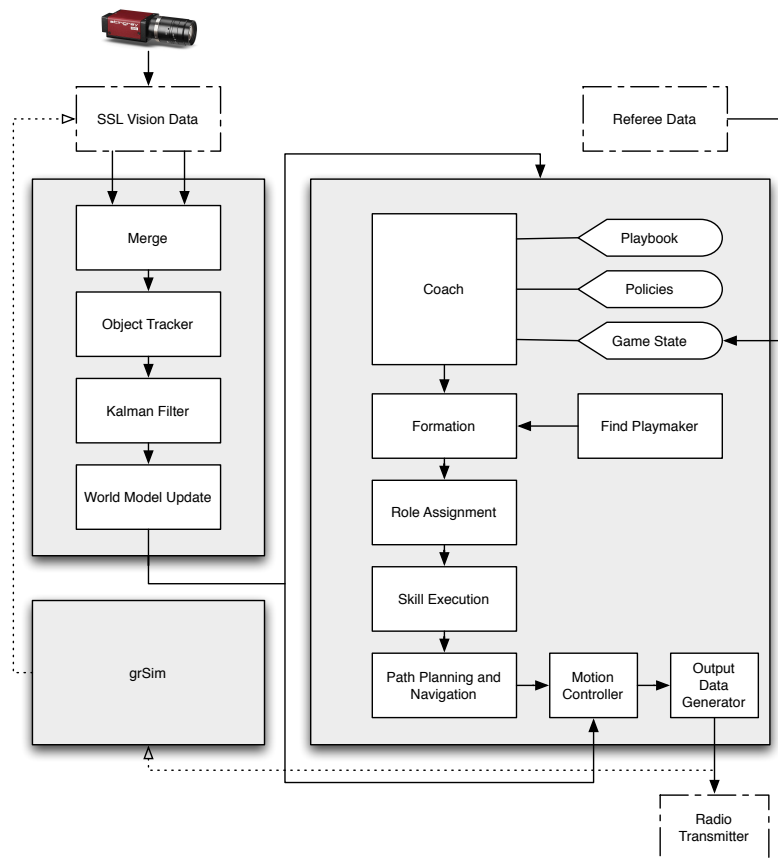 SSL Vision Data
Referee Data
Merge
Object Tracker
Kalman Filter
World Model Update
grSim
Coach
Playbook
Policies
Game State
Formation
Find Playmaker
Role Assignment
Skill Execution
Path Planning and
Navigation
Motion
Controller
Output
Data
Generator
Radio
Transmitter